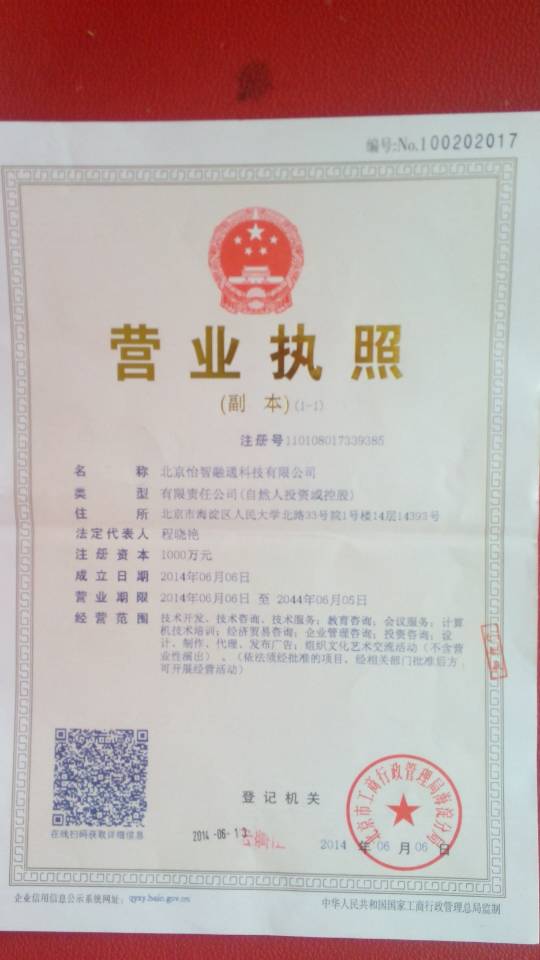 编号:No.100202017
营业执照
(副 本)(1-1)
注册号110108017339385
名 称 北京怡智融通科技有限公司
类 型 有限责任公司(自然人投资或控股)
住 所 北京市海淀区人民大学北路33号院1号楼14层14393号
法定代表人 程晓艳
注册资本 1000万元
成立日期 2014年06月06日
营业期限 2014年06月06日 至 2044年06月05日
经营范围 技术开发、技术咨询、技术服务;教育咨询;会议服务;计算
机技术培训;经济贸易咨询;企业管理咨询;投资咨询;设
计、制作、代理、发布广告;组织文化艺术交流活动(不含营
业性演出)。(依法须经批准的项目,经相关部门批准后方
可开展经营活动)
在线扫码获取详细信息
登记机关
北京市工商行政管理局海淀分局
2014-06-13
2014 年 06 月 06 日
企业信用信息公示系统网址: qyxy.baic.gov.cn
中华人民共和国国家工商行政管理总局监制